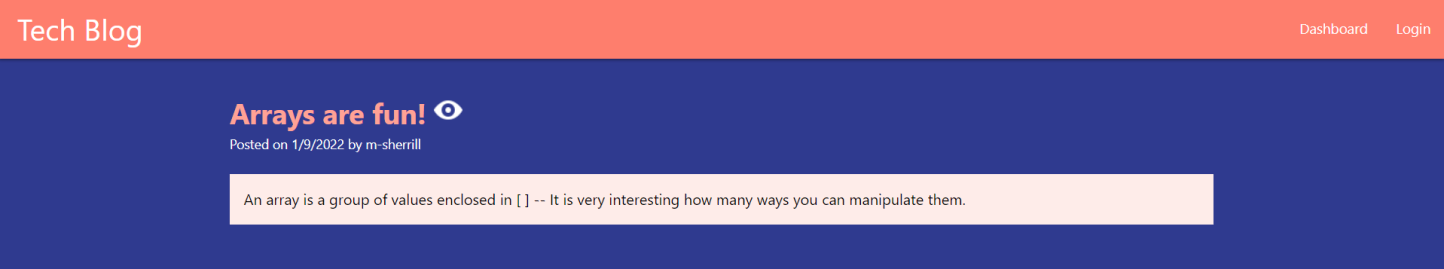 Tech Blog
Dashboard
Login
Arrays are fun!
Posted on 1/9/2022 by m-sherrill
An array is a group of values enclosed in [ ] -- It is very interesting how many ways you can manipulate them.